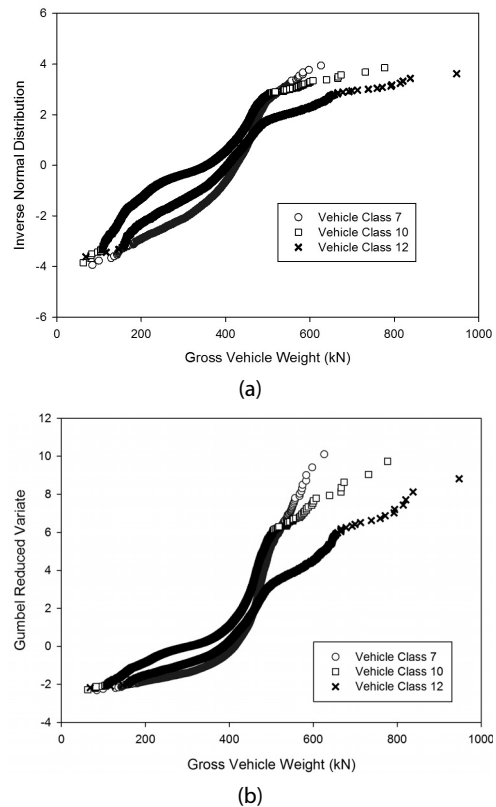 6
4
2
0
-2
-4
-6
Inverse Normal Distribution
Vehicle Class 7
Vehicle Class 10
Vehicle Class 12
0 200 400 600 800 1000
Gross Vehicle Weight (kN)
(a)
12
10
8
6
4
2
0
-2
-4
Gumbel Reduced Variate
Vehicle Class 7
Vehicle Class 10
Vehicle Class 12
0 200 400 600 800 1000
Gross Vehicle Weight (kN)
(b)